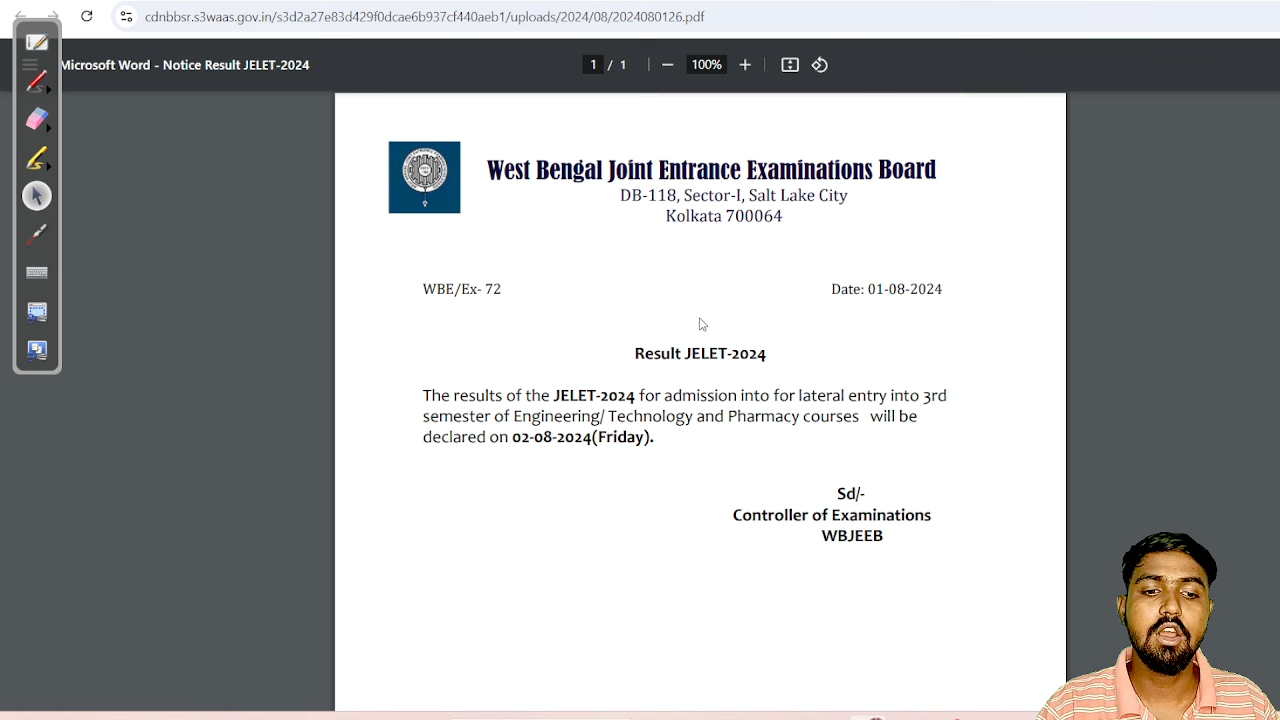 cdnbbsr.s3waas.gov.in/s3d2a27e83d429f0dcae6b937cf440aeb1/uploads/2024/08/2024080126.pdf
Microsoft Word - Notice Result JELET-2024
1 / 1
100%
West Bengal Joint Entrance Examinations Board
DB-118, Sector-I, Salt Lake City
Kolkata 700064
WBE/Ex- 72
Date: 01-08-2024
Result JELET-2024
The results of the JELET-2024 for admission into for lateral entry into 3rd
semester of Engineering/ Technology and Pharmacy courses will be
declared on 02-08-2024(Friday).
Sd/-
Controller of Examinations
WBJEEB